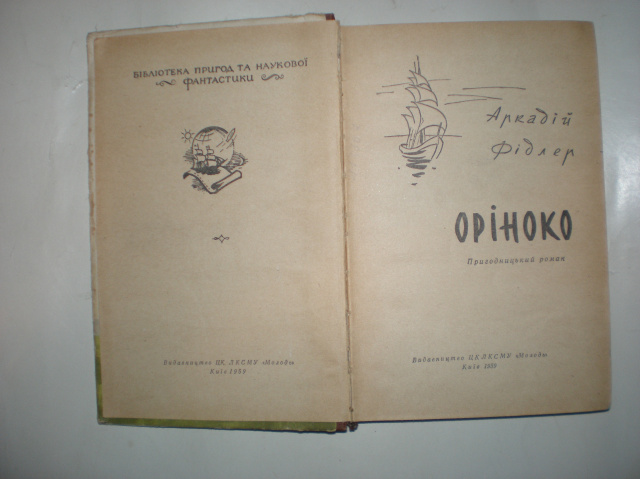 БІБЛІОТЕКА ПРИГОД ТА НАУКОВОЇ
ФАНТАСТИКИ
Видавництво ЦК ЛКСМУ «Молодь»
Київ 1959
Аркадій
Фідлер
ОРІНОКО
Пригодницький роман
Видавництво ЦК ЛКСМУ «Молодь»
Київ 1959